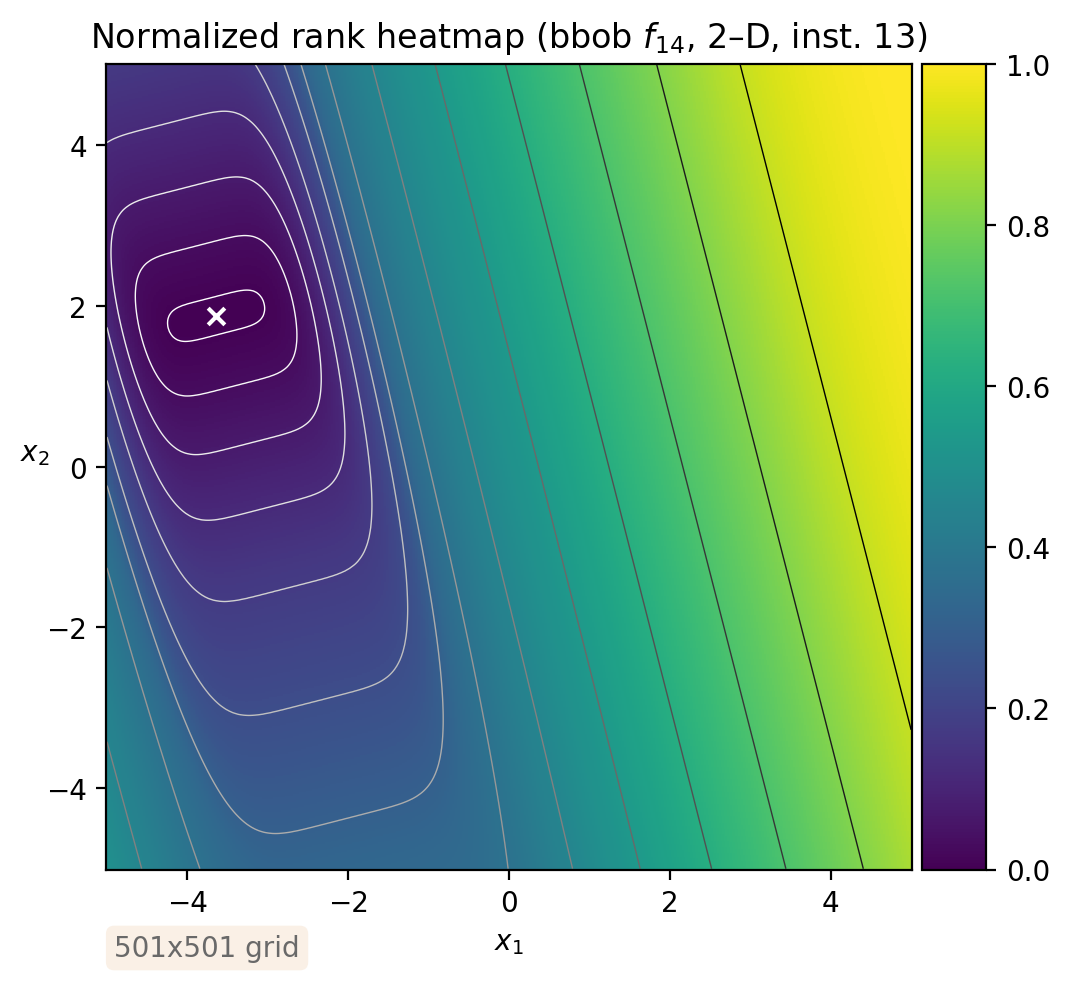 Normalized rank heatmap (bbob f₁₄, 2–D, inst. 13)
4
2
0
−2
−4
x₂
−4 −2 0 2 4
x₁
1.0
0.8
0.6
0.4
0.2
0.0
501x501 grid